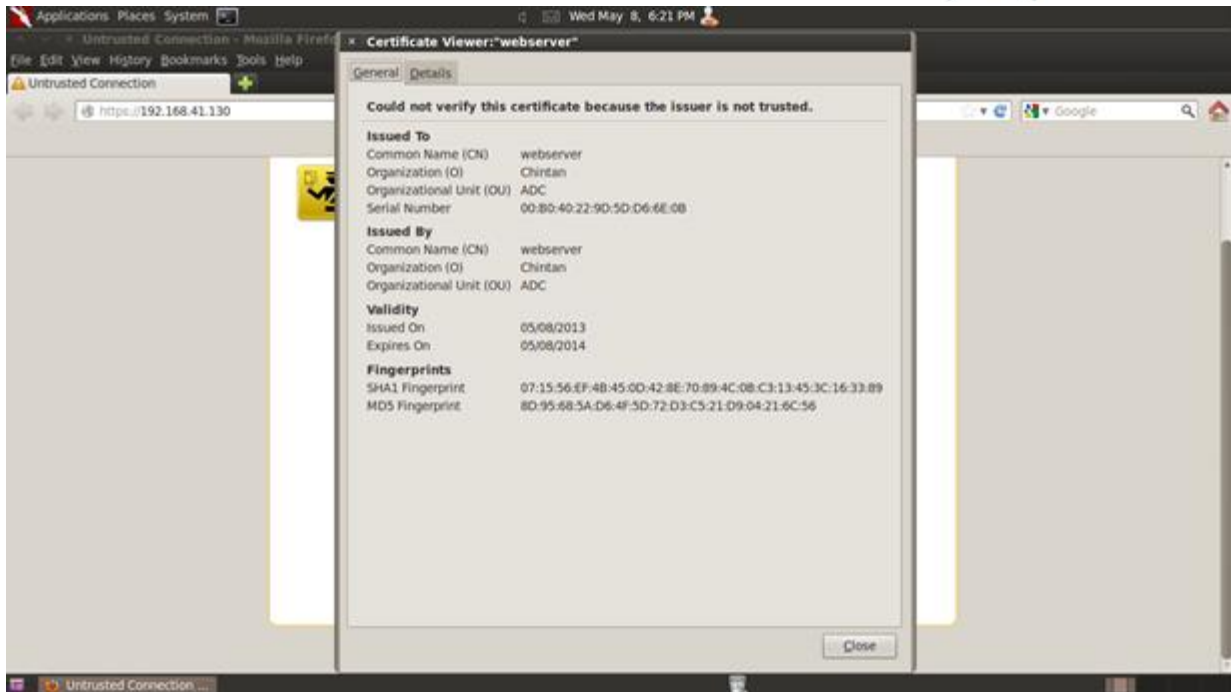 Applications Places System Wed May 8, 6:21 PM
Untrusted Connection - Mozilla Firefo
File Edit View History Bookmarks Tools Help
Untrusted Connection
https://192.168.41.130
Google
Certificate Viewer:"webserver"
General Details
Could not verify this certificate because the issuer is not trusted.
Issued To
Common Name (CN) webserver
Organization (O) Chintan
Organizational Unit (OU) ADC
Serial Number 00:B0:40:22:9D:5D:D6:6E:0B
Issued By
Common Name (CN) webserver
Organization (O) Chintan
Organizational Unit (OU) ADC
Validity
Issued On 05/08/2013
Expires On 05/08/2014
Fingerprints
SHA1 Fingerprint 07:15:56:EF:4B:45:0D:42:8E:70:89:4C:08:C3:13:45:3C:16:33:89
MD5 Fingerprint 8D:95:68:5A:D6:4F:5D:72:D3:C5:21:D9:04:21:6C:56
Close
Untrusted Connection ...